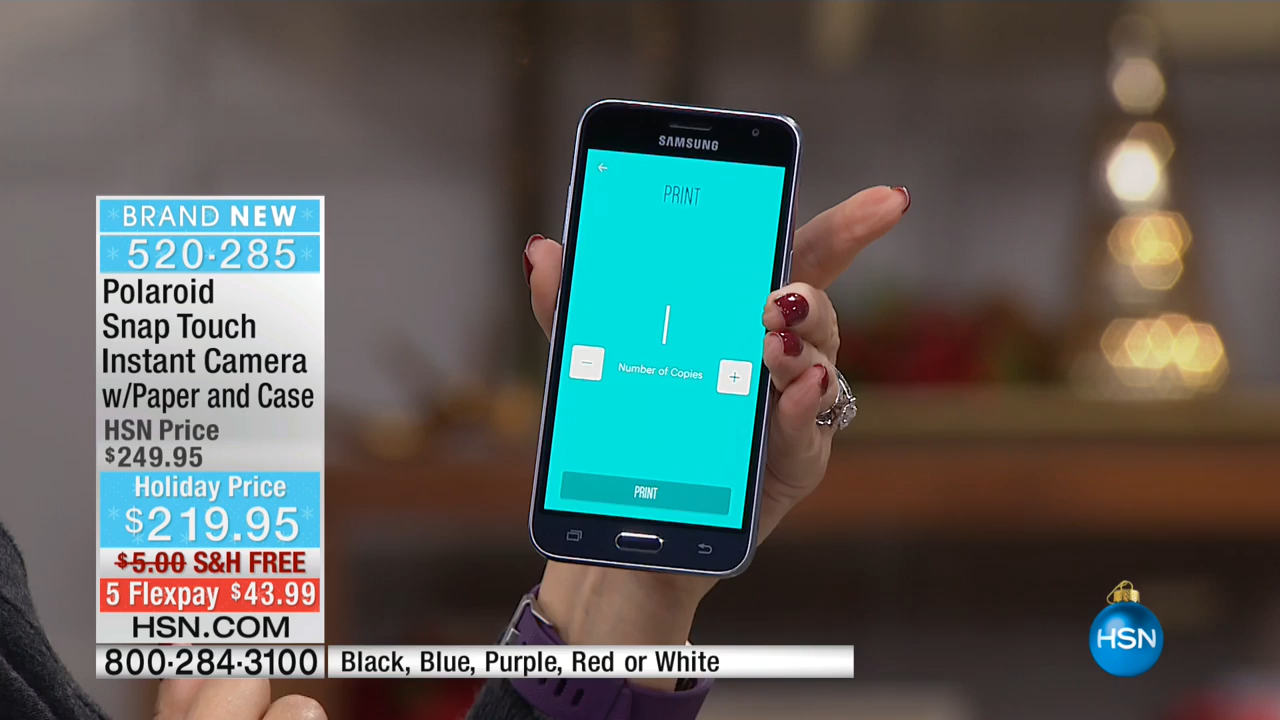 BRAND NEW
520·285
Polaroid
Snap Touch
Instant Camera
w/Paper and Case
HSN Price
$249.95
Holiday Price
$219.95
$5.00 S&H FREE
5 Flexpay $43.99
HSN.COM
800·284·3100
Black, Blue, Purple, Red or White
SAMSUNG
PRINT
1
Number of Copies
PRINT
HSN